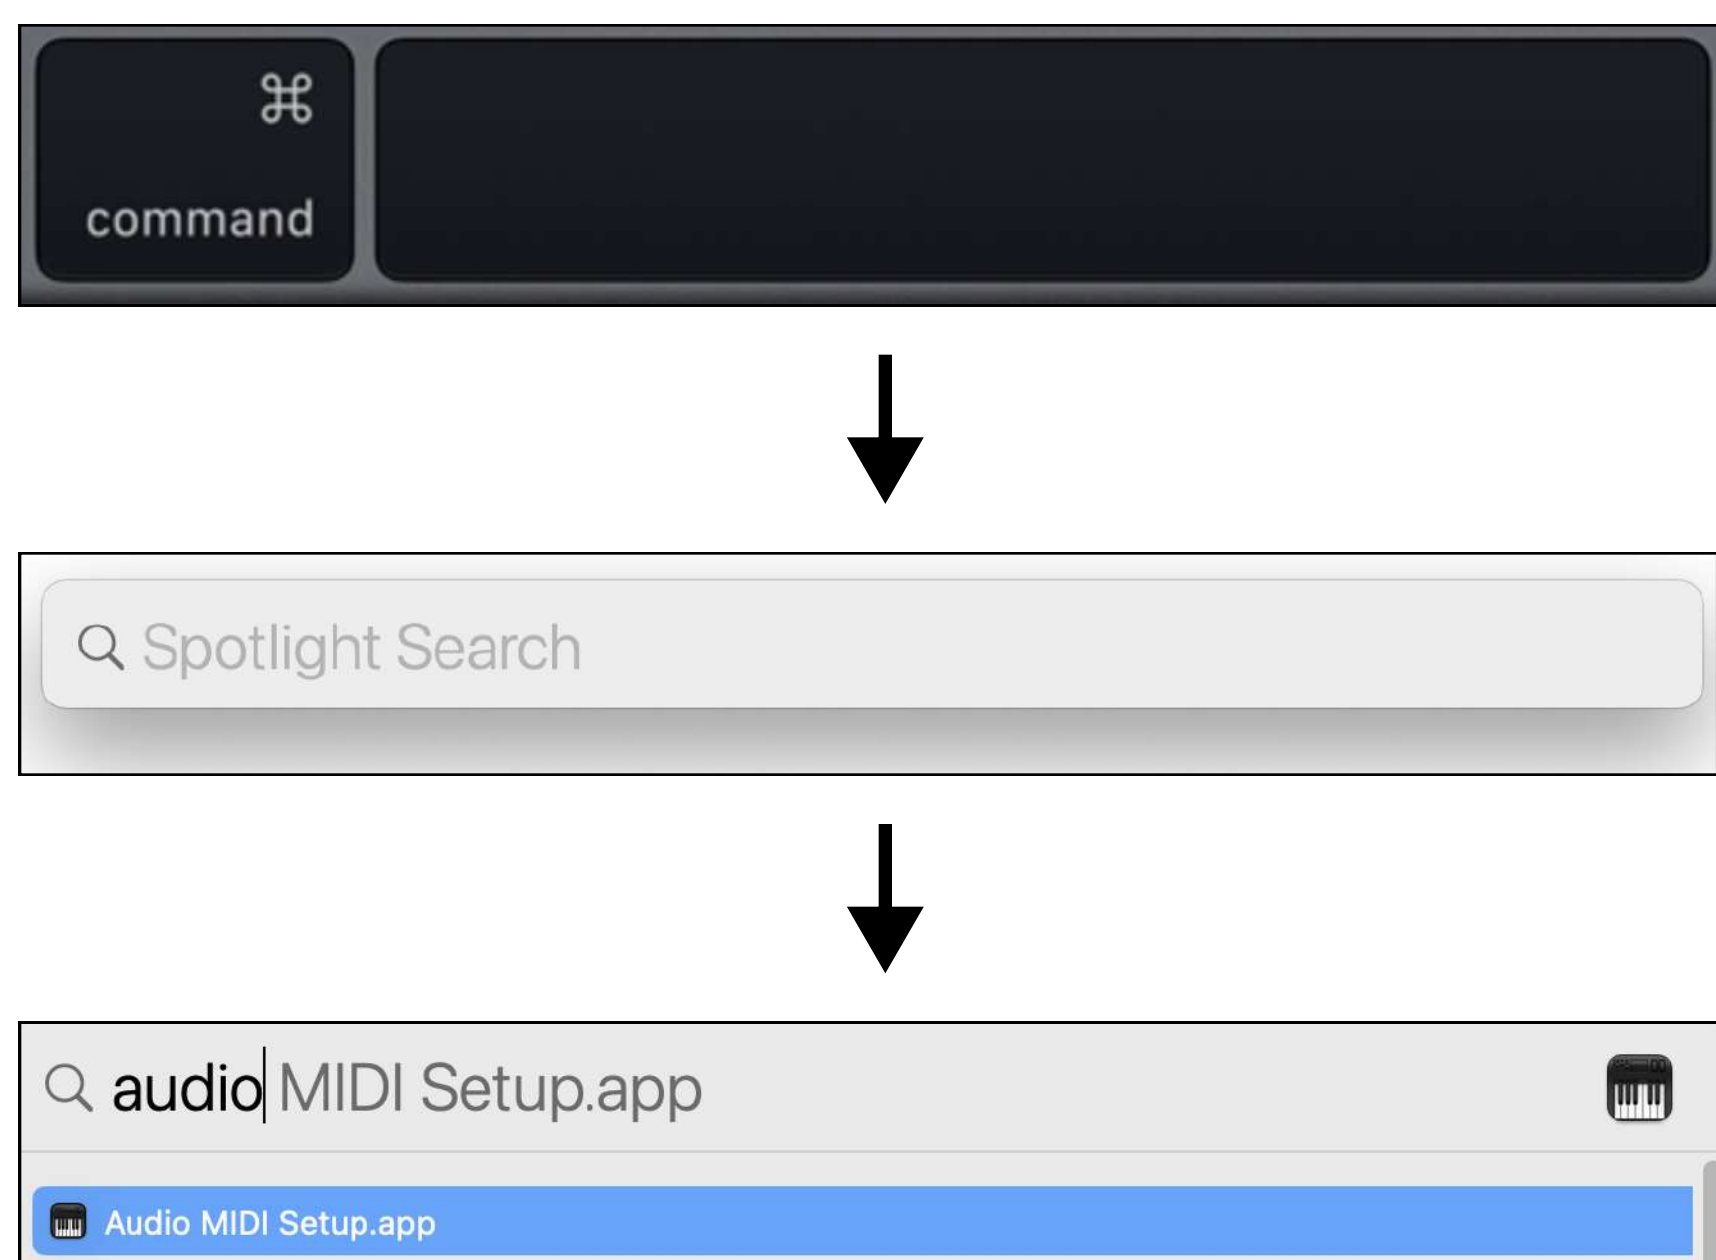 ⌘
command
Spotlight Search
audio MIDI Setup.app
Audio MIDI Setup.app